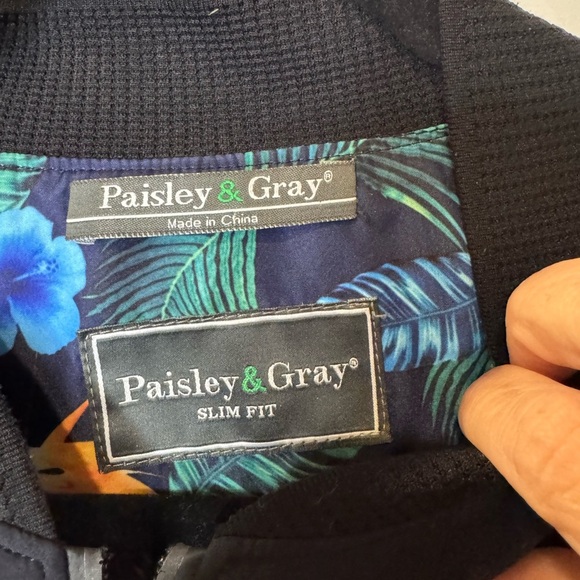 Paisley & Gray®
Made in China
Paisley & Gray®
SLIM FIT